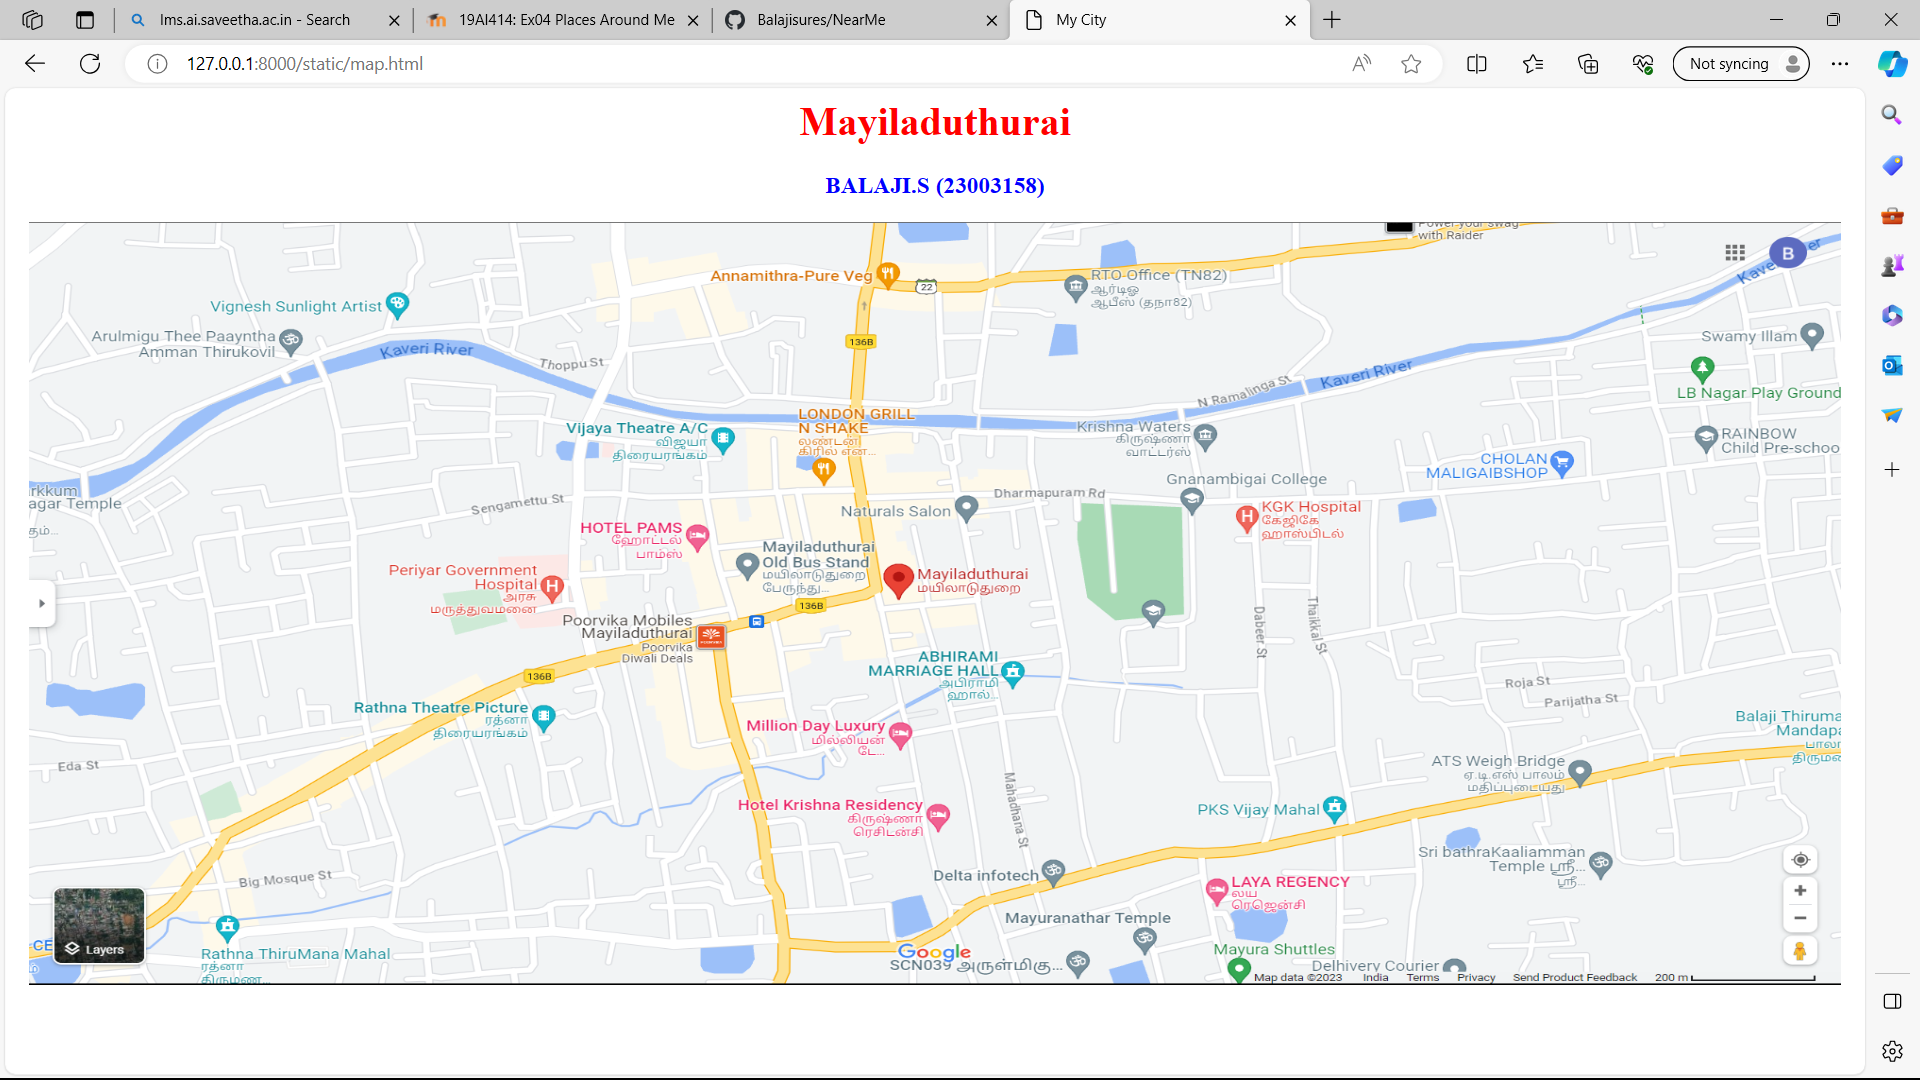 lms.ai.saveetha.ac.in - Search
19AI414: Ex04 Places Around Me
Balajisures/NearMe
My City
127.0.0.1:8000/static/map.html
Not syncing
Mayiladuthurai
BALAJI.S (23003158)
Power your swag
with Raider
B
Kaveri River
Annamithra-Pure Veg
22
RTO Office (TN82)
ஆர்டிஓ
ஆபீஸ் (தநா82)
Vignesh Sunlight Artist
Arulmigu Thee Paayntha
Amman Thirukovil
136B
Swamy Illam
Kaveri River
Thoppu St
Kaveri River
N Ramalinga St
LB Nagar Play Ground
LONDON GRILL
N SHAKE
லண்டன்
கிரில் என்...
Vijaya Theatre A/C
விஜயா
திரையரங்கம்
Krishna Waters
கிருஷ்ணா
வாட்டர்ஸ்
RAINBOW
Child Pre-schoo
CHOLAN
MALIGAIBSHOP
Gnanambigai College
rkkum
agar Temple
கும்...
Sengamettu St
Dharmapuram Rd
Naturals Salon
KGK Hospital
கேஜிகே
ஹாஸ்பிடல்
HOTEL PAMS
ஹோட்டல்
பாம்ஸ்
Mayiladuthurai
Old Bus Stand
மயிலாடுதுறை
பேருந்து...
Mayiladuthurai
மயிலாடுதுறை
Periyar Government
Hospital
அரசு
மருத்துவமனை
136B
Poorvika Mobiles
Mayiladuthurai
Poorvika
Diwali Deals
Dabeer St
Thaikkal St
136B
ABHIRAMI
MARRIAGE HALL
அபிராமி
ஹால்...
Roja St
Parijatha St
Rathna Theatre Picture
ரத்னா
திரையரங்கம்
Million Day Luxury
மில்லியன்
டே...
Balaji Thiruma
Mandapa
பாலா
திரும
Eda St
ATS Weigh Bridge
ஏ.டி.எஸ் பாலம்
மதிப்புடையது
Mahadhana St
Hotel Krishna Residency
கிருஷ்ணா
ரெசிடன்சி
PKS Vijay Mahal
Sri bathraKaaliamman
Temple ஸ்ரீ...
ஸ்ரீ...
Big Mosque St
Delta infotech
LAYA REGENCY
லய
ரெஜென்சி
Mayuranathar Temple
Layers
CE
Rathna ThiruMana Mahal
ரத்னா
திருமண...
Google
SCN039 அருள்மிகு...
Mayura Shuttles
Delhivery Courier
Map data ©2023 India Terms Privacy Send Product Feedback 200 m